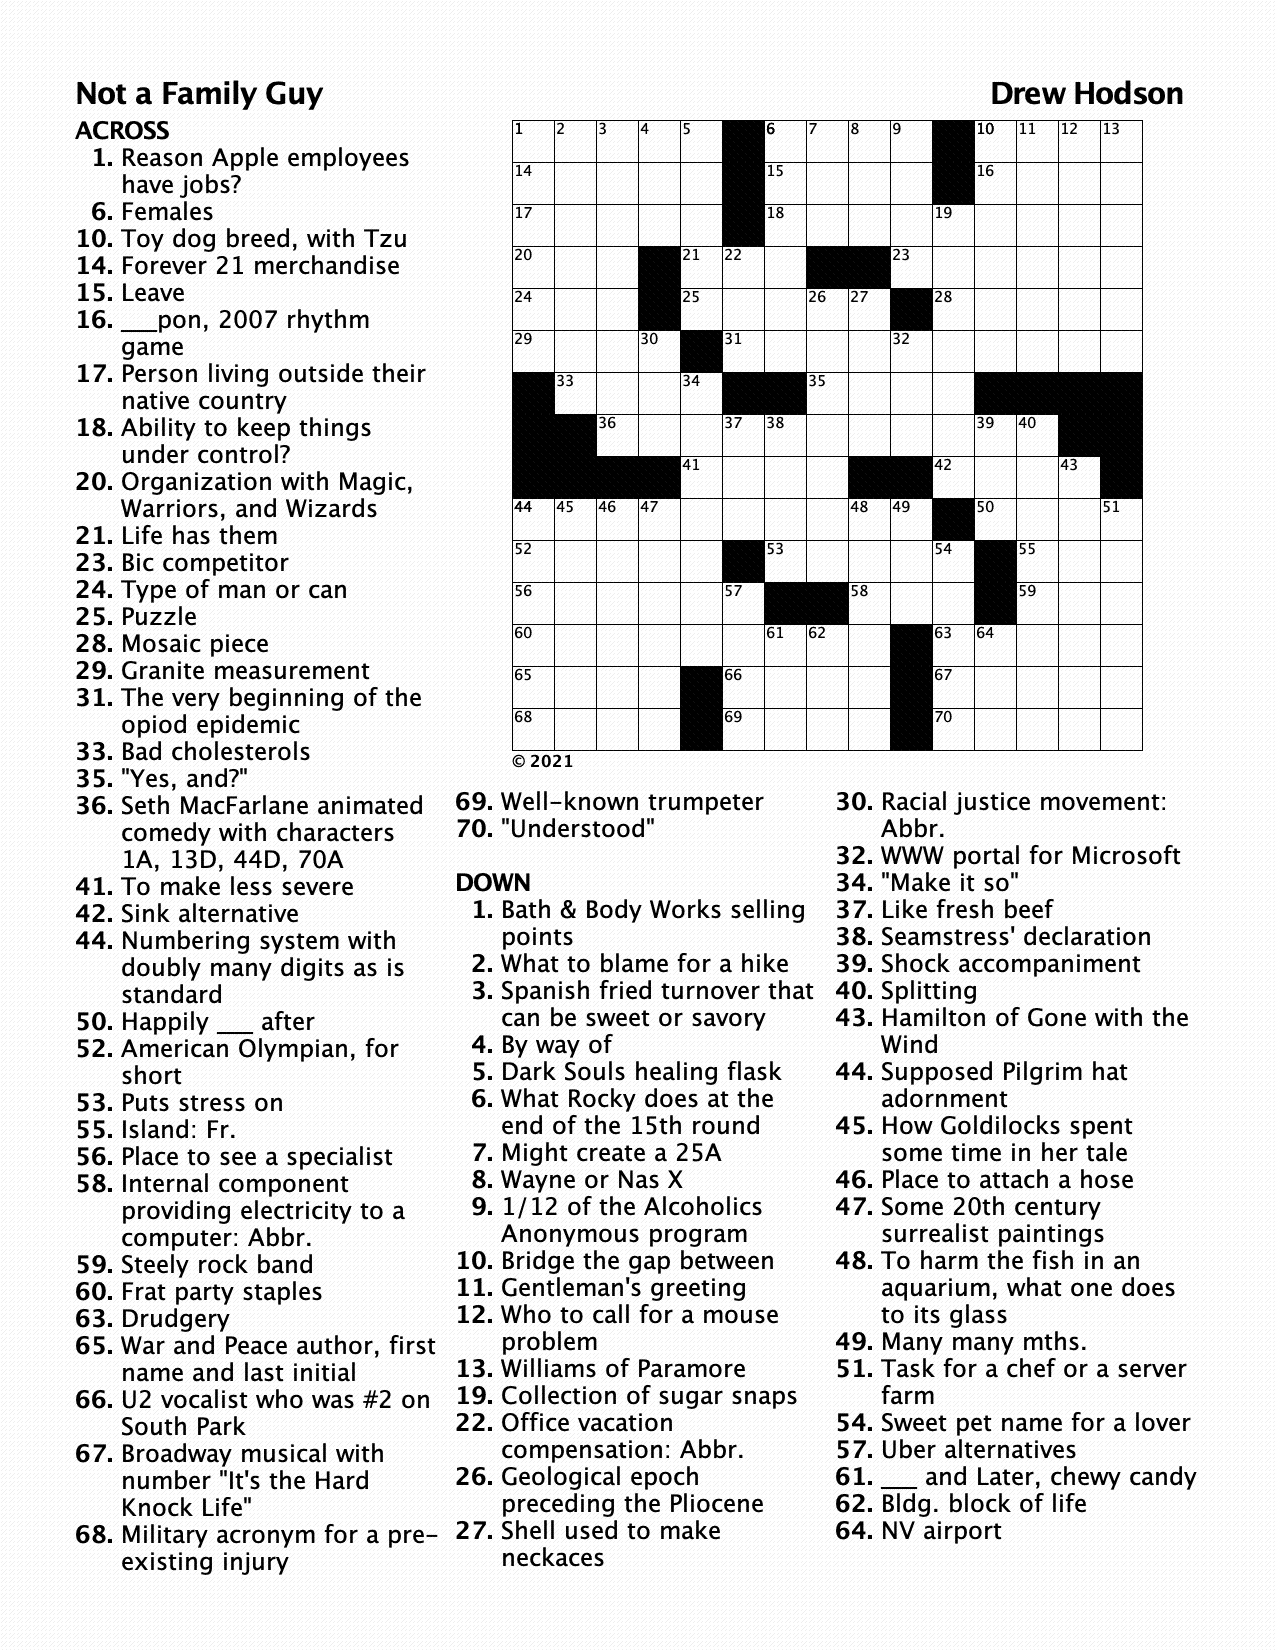 Not a Family Guy
Drew Hodson
ACROSS
1. Reason Apple employees
have jobs?
6. Females
10. Toy dog breed, with Tzu
14. Forever 21 merchandise
15. Leave
16. ___pon, 2007 rhythm
game
17. Person living outside their
native country
18. Ability to keep things
under control?
20. Organization with Magic,
Warriors, and Wizards
21. Life has them
23. Bic competitor
24. Type of man or can
25. Puzzle
28. Mosaic piece
29. Granite measurement
31. The very beginning of the
opiod epidemic
33. Bad cholesterols
35. "Yes, and?"
36. Seth MacFarlane animated
comedy with characters
1A, 13D, 44D, 70A
41. To make less severe
42. Sink alternative
44. Numbering system with
doubly many digits as is
standard
50. Happily ___ after
52. American Olympian, for
short
53. Puts stress on
55. Island: Fr.
56. Place to see a specialist
58. Internal component
providing electricity to a
computer: Abbr.
59. Steely rock band
60. Frat party staples
63. Drudgery
65. War and Peace author, first
name and last initial
66. U2 vocalist who was #2 on
South Park
67. Broadway musical with
number "It's the Hard
Knock Life"
68. Military acronym for a pre-
existing injury
1 2 3 4 5 6 7 8 9 10 11 12 13
14 15 16
17 18 19
20 21 22 23
24 25 26 27 28
29 30 31 32
33 34 35
36 37 38 39 40
41 42 43
44 45 46 47 48 49 50 51
52 53 54 55
56 57 58 59
60 61 62 63 64
65 66 67
68 69 70
© 2021
69. Well-known trumpeter
70. "Understood"
DOWN
1. Bath & Body Works selling
points
2. What to blame for a hike
3. Spanish fried turnover that
can be sweet or savory
4. By way of
5. Dark Souls healing flask
6. What Rocky does at the
end of the 15th round
7. Might create a 25A
8. Wayne or Nas X
9. 1/12 of the Alcoholics
Anonymous program
10. Bridge the gap between
11. Gentleman's greeting
12. Who to call for a mouse
problem
13. Williams of Paramore
19. Collection of sugar snaps
22. Office vacation
compensation: Abbr.
26. Geological epoch
preceding the Pliocene
27. Shell used to make
neckaces
30. Racial justice movement:
Abbr.
32. WWW portal for Microsoft
34. "Make it so"
37. Like fresh beef
38. Seamstress' declaration
39. Shock accompaniment
40. Splitting
43. Hamilton of Gone with the
Wind
44. Supposed Pilgrim hat
adornment
45. How Goldilocks spent
some time in her tale
46. Place to attach a hose
47. Some 20th century
surrealist paintings
48. To harm the fish in an
aquarium, what one does
to its glass
49. Many many mths.
51. Task for a chef or a server
farm
54. Sweet pet name for a lover
57. Uber alternatives
61. ___ and Later, chewy candy
62. Bldg. block of life
64. NV airport